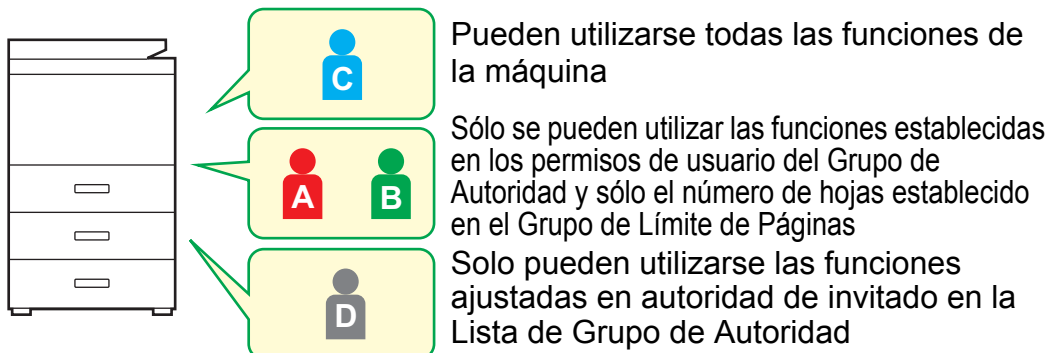 C
Pueden utilizarse todas las funciones de
la máquina
A B
Sólo se pueden utilizar las funciones establecidas
en los permisos de usuario del Grupo de
Autoridad y sólo el número de hojas establecido
en el Grupo de Límite de Páginas
D
Solo pueden utilizarse las funciones
ajustadas en autoridad de invitado en la
Lista de Grupo de Autoridad